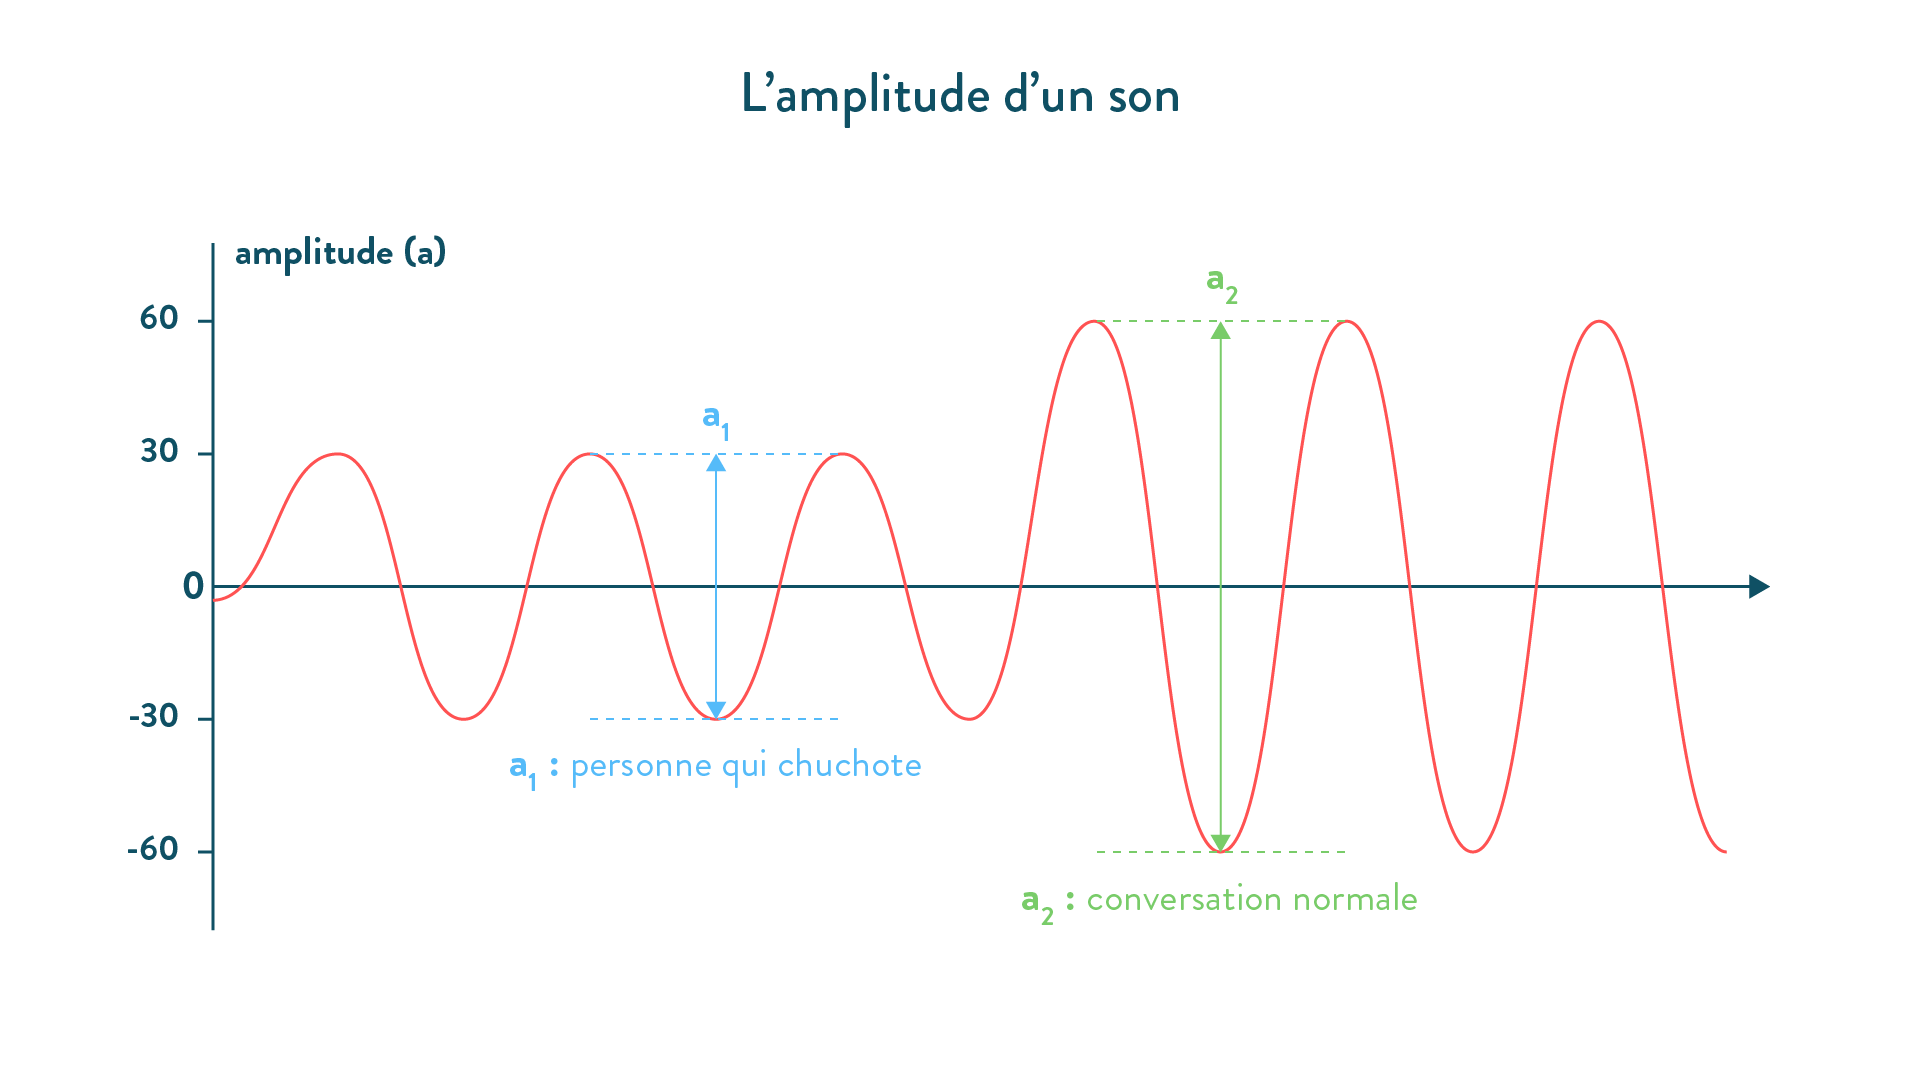 L’amplitude d’un son
amplitude (a)
60
30
0
-30
-60
a₁
a₂
a₁ : personne qui chuchote
a₂ : conversation normale